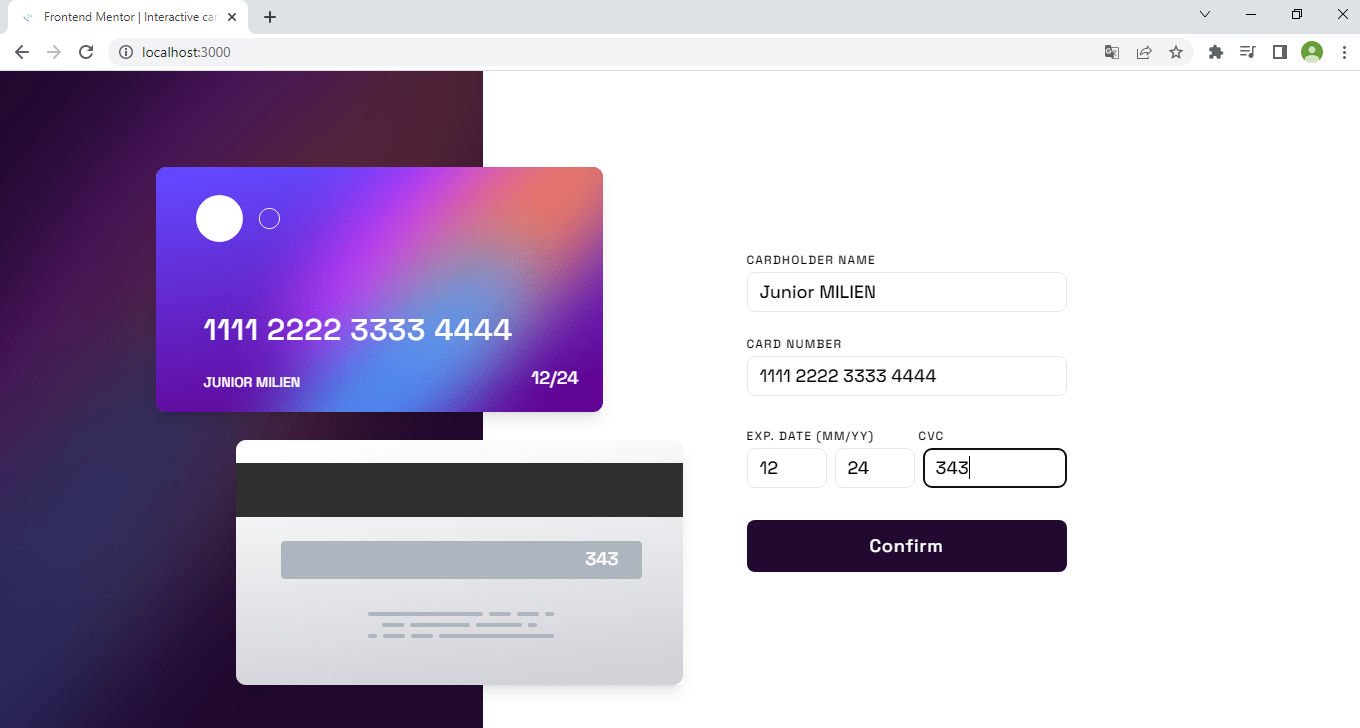 Frontend Mentor | Interactive car
localhost:3000
1111 2222 3333 4444
JUNIOR MILIEN
12/24
343
CARDHOLDER NAME
Junior MILIEN
CARD NUMBER
1111 2222 3333 4444
EXP. DATE (MM/YY) CVC
12 24 343
Confirm